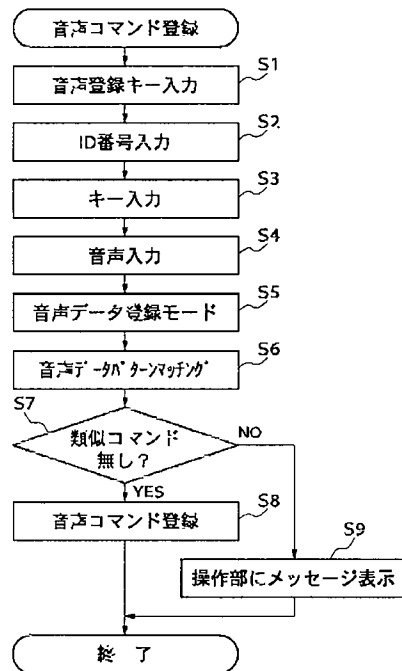 音声コマンド登録
S1
音声登録キー入力
S2
ID番号入力
S3
キー入力
S4
音声入力
S5
音声データ登録モード
S6
音声ﾃﾞｰﾀﾊﾟﾀｰﾝﾏｯﾁﾝｸﾞ
S7
類似コマンド
無し？
NO
YES
S8
音声コマンド登録
S9
操作部にメッセージ表示
終 了